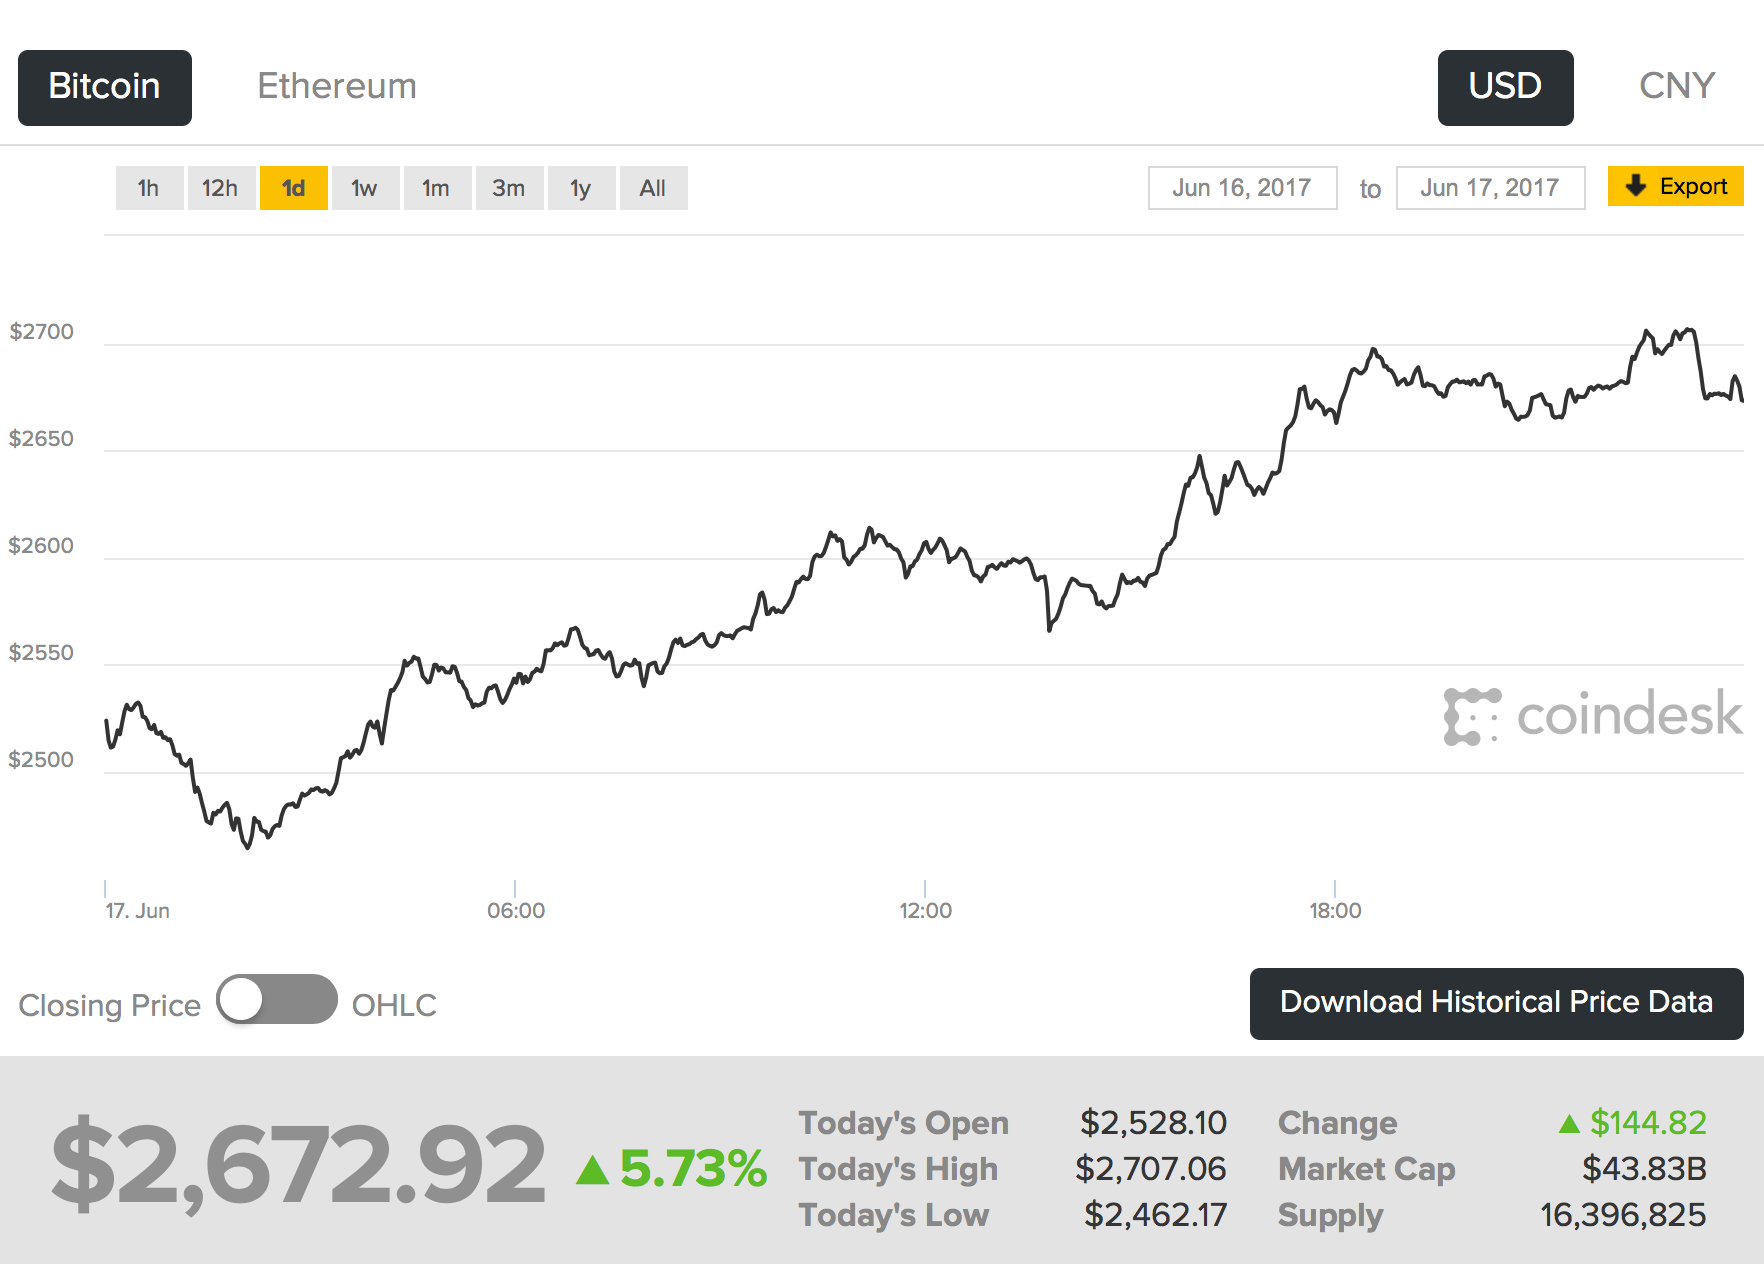 Bitcoin Ethereum USD CNY
1h 12h 1d 1w 1m 3m 1y All Jun 16, 2017 to Jun 17, 2017 Export
$2700
$2650
$2600
$2550
coindesk
$2500
17. Jun 06:00 12:00 18:00
Closing Price OHLC Download Historical Price Data
$2,672.92 ▲ 5.73%
Today's Open $2,528.10 Change ▲ $144.82
Today's High $2,707.06 Market Cap $43.83B
Today's Low $2,462.17 Supply 16,396,825